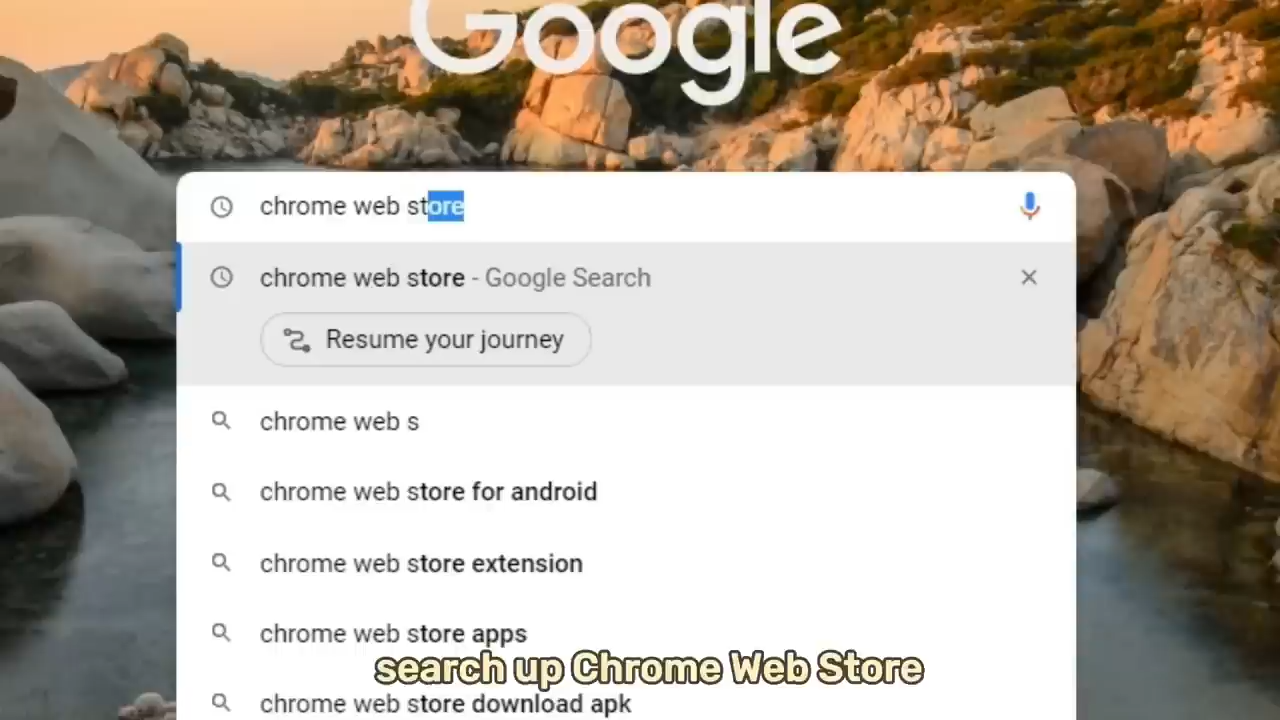 Google
chrome web store
chrome web store - Google Search
Resume your journey
chrome web s
chrome web store for android
chrome web store extension
chrome web store apps
search up Chrome Web Store
chrome web store download apk